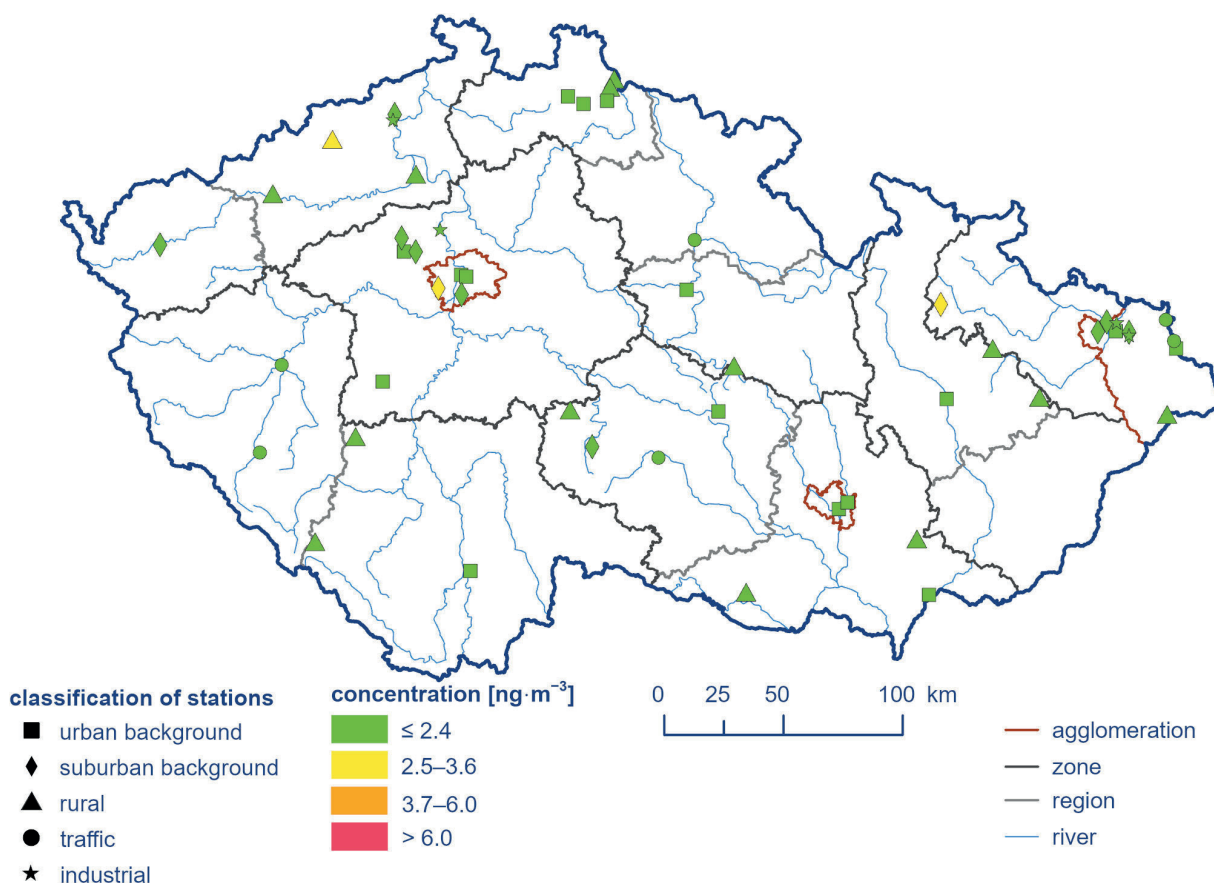 classification of stations
urban background
suburban background
rural
traffic
industrial
concentration [ng·m⁻³]
≤ 2.4
2.5–3.6
3.7–6.0
> 6.0
0 25 50 100 km
agglomeration
zone
region
river